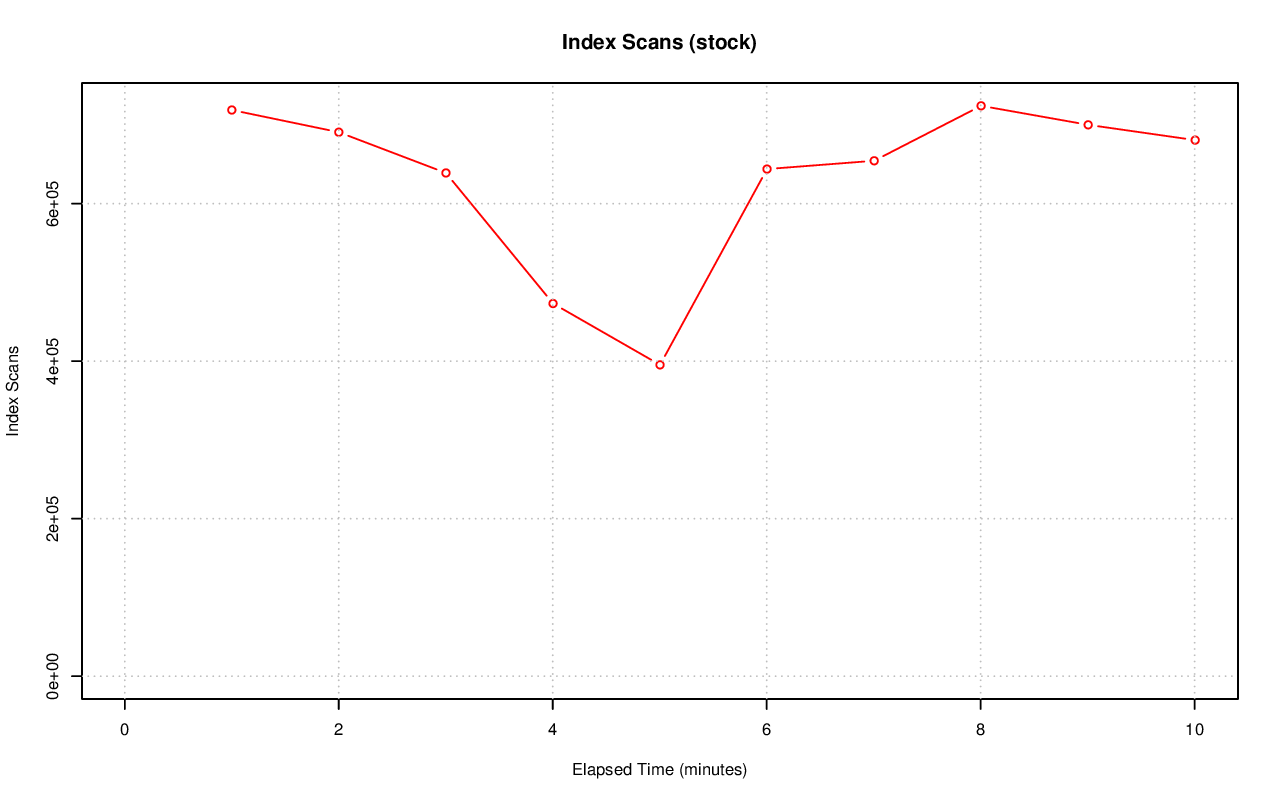 Index Scans (stock)
Index Scans
6e+05
4e+05
2e+05
0e+00
0 2 4 6 8 10
Elapsed Time (minutes)